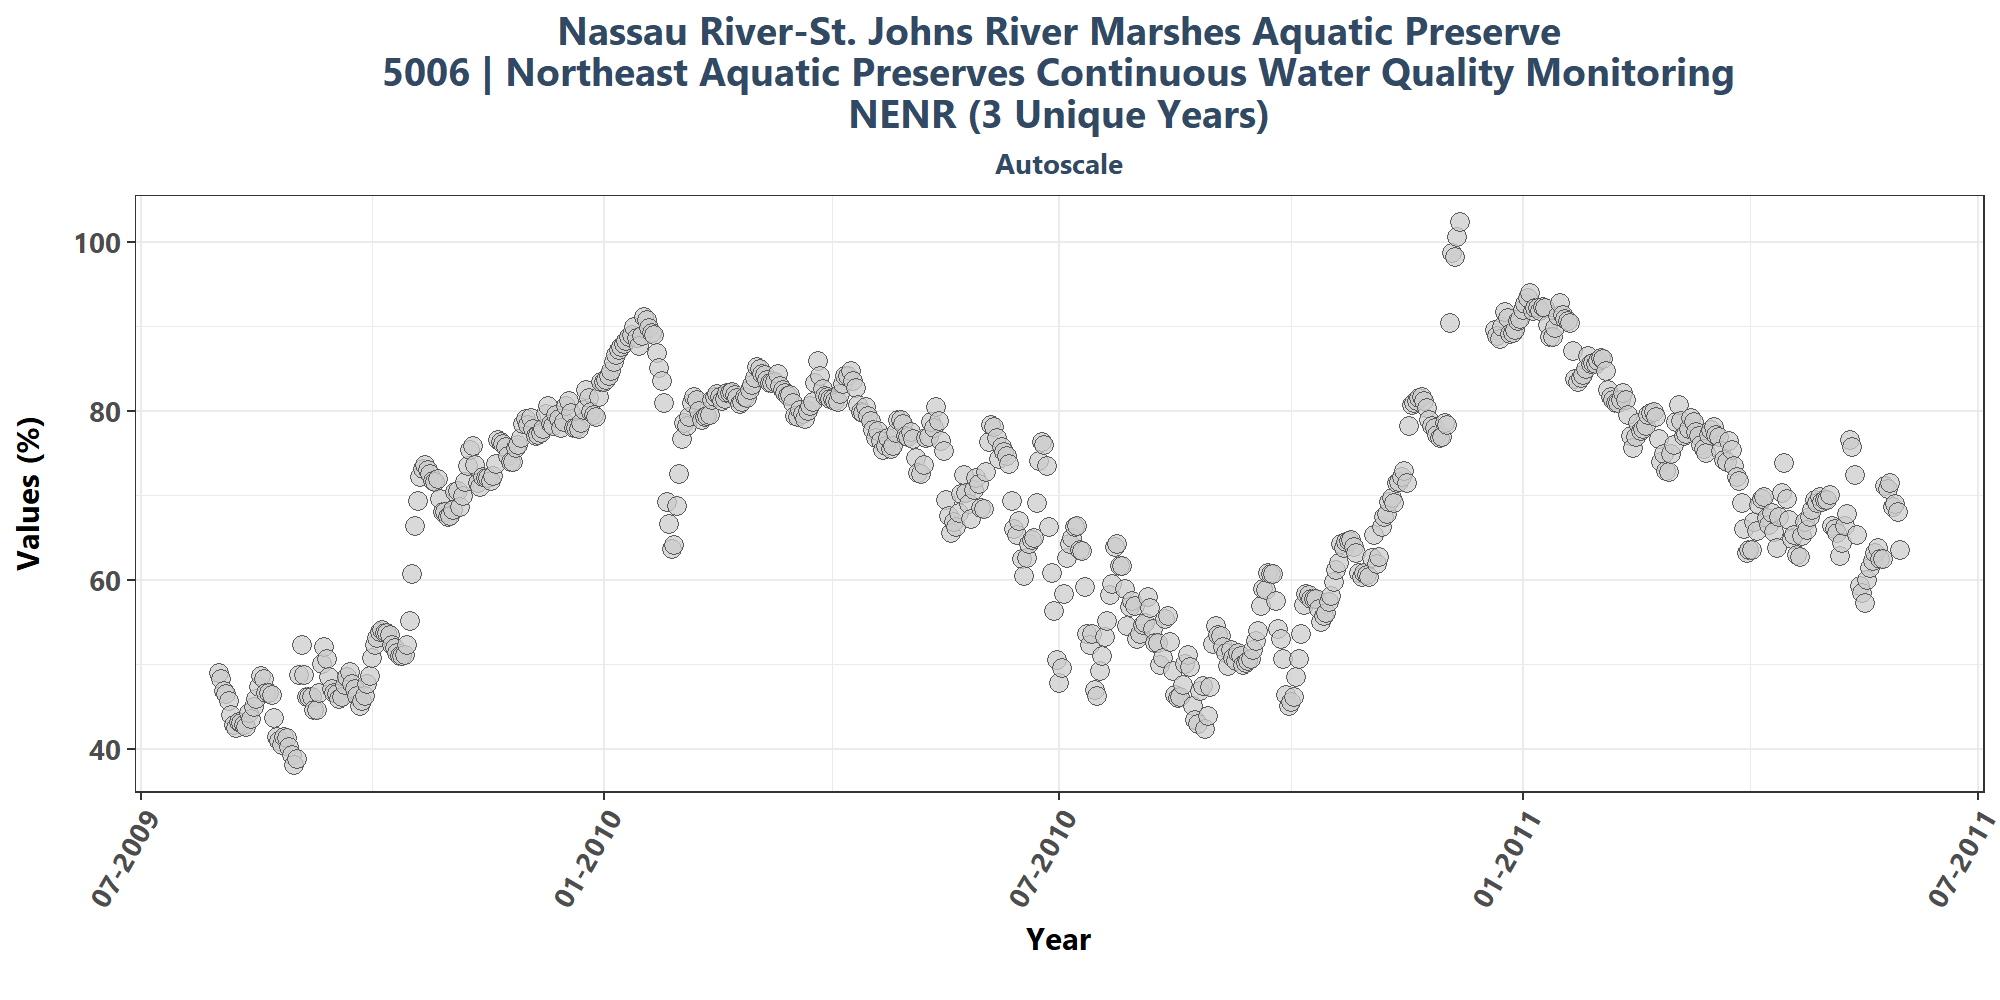 Nassau River-St. Johns River Marshes Aquatic Preserve
5006 | Northeast Aquatic Preserves Continuous Water Quality Monitoring
NENR (3 Unique Years)
Autoscale
Values (%)
100
80
60
40
07-2009
01-2010
07-2010
01-2011
07-2011
Year